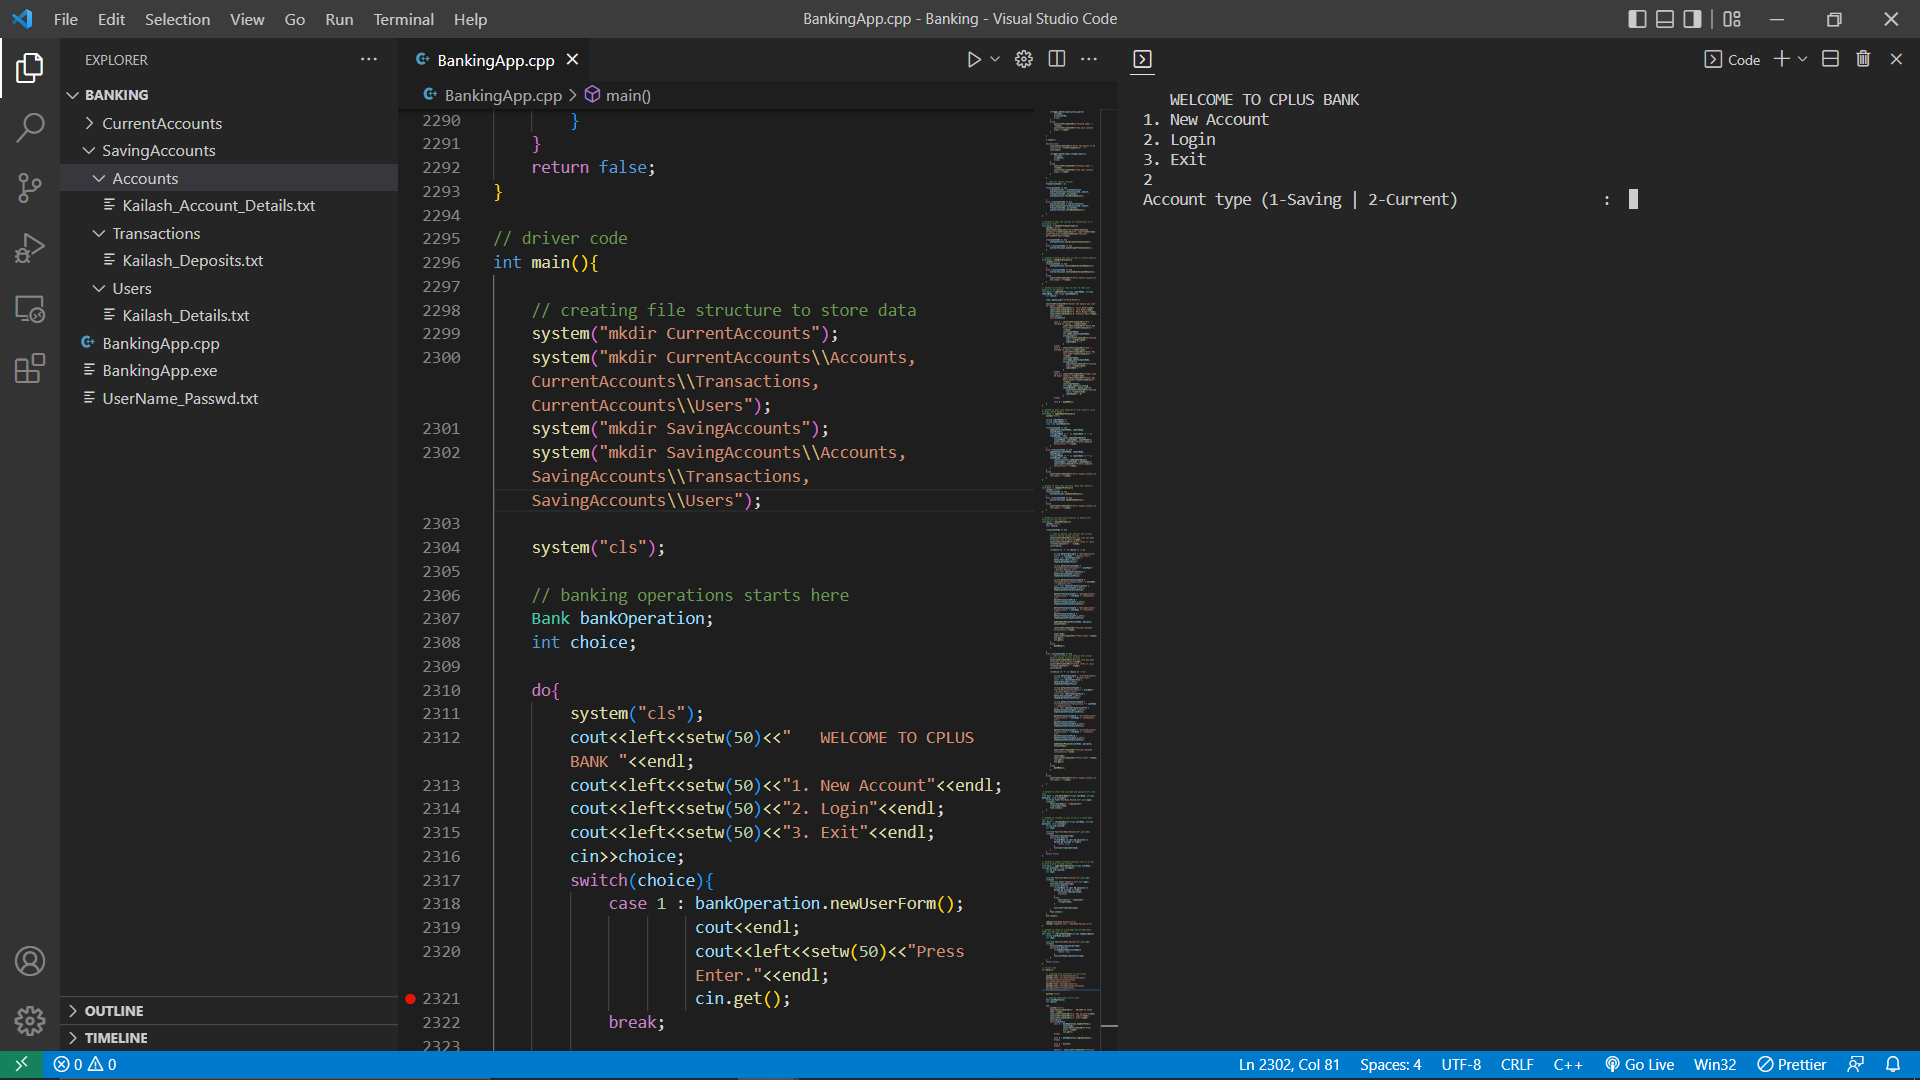 File Edit Selection View Go Run Terminal Help
BankingApp.cpp - Banking - Visual Studio Code
EXPLORER
BANKING
CurrentAccounts
SavingAccounts
Accounts
Kailash_Account_Details.txt
Transactions
Kailash_Deposits.txt
Users
Kailash_Details.txt
BankingApp.cpp
BankingApp.exe
UserName_Passwd.txt
OUTLINE
TIMELINE
BankingApp.cpp
BankingApp.cpp > main()
2290 }
2291 }
2292 return false;
2293 }
2294
2295 // driver code
2296 int main(){
2297
2298 // creating file structure to store data
2299 system("mkdir CurrentAccounts");
2300 system("mkdir CurrentAccounts\\Accounts,
CurrentAccounts\\Transactions,
CurrentAccounts\\Users");
2301 system("mkdir SavingAccounts");
2302 system("mkdir SavingAccounts\\Accounts,
SavingAccounts\\Transactions,
SavingAccounts\\Users");
2303
2304 system("cls");
2305
2306 // banking operations starts here
2307 Bank bankOperation;
2308 int choice;
2309
2310 do{
2311 system("cls");
2312 cout<<left<<setw(50)<<"   WELCOME TO CPLUS
BANK "<<endl;
2313 cout<<left<<setw(50)<<"1. New Account"<<endl;
2314 cout<<left<<setw(50)<<"2. Login"<<endl;
2315 cout<<left<<setw(50)<<"3. Exit"<<endl;
2316 cin>>choice;
2317 switch(choice){
2318 case 1 : bankOperation.newUserForm();
2319 cout<<endl;
2320 cout<<left<<setw(50)<<"Press
Enter."<<endl;
2321 cin.get();
2322 break;
2323
Code
WELCOME TO CPLUS BANK
1. New Account
2. Login
3. Exit
2
Account type (1-Saving | 2-Current) :
0 0
Ln 2302, Col 81 Spaces: 4 UTF-8 CRLF C++ Go Live Win32 Prettier